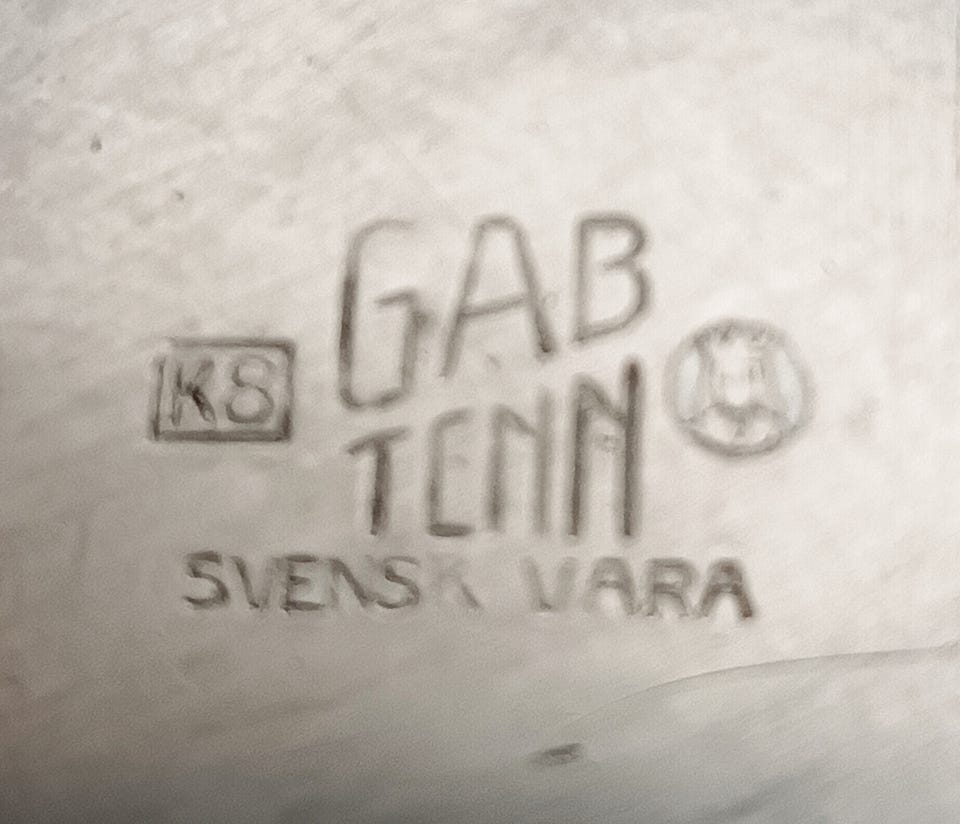 GAB
K8
TENN
SVENSK VARA